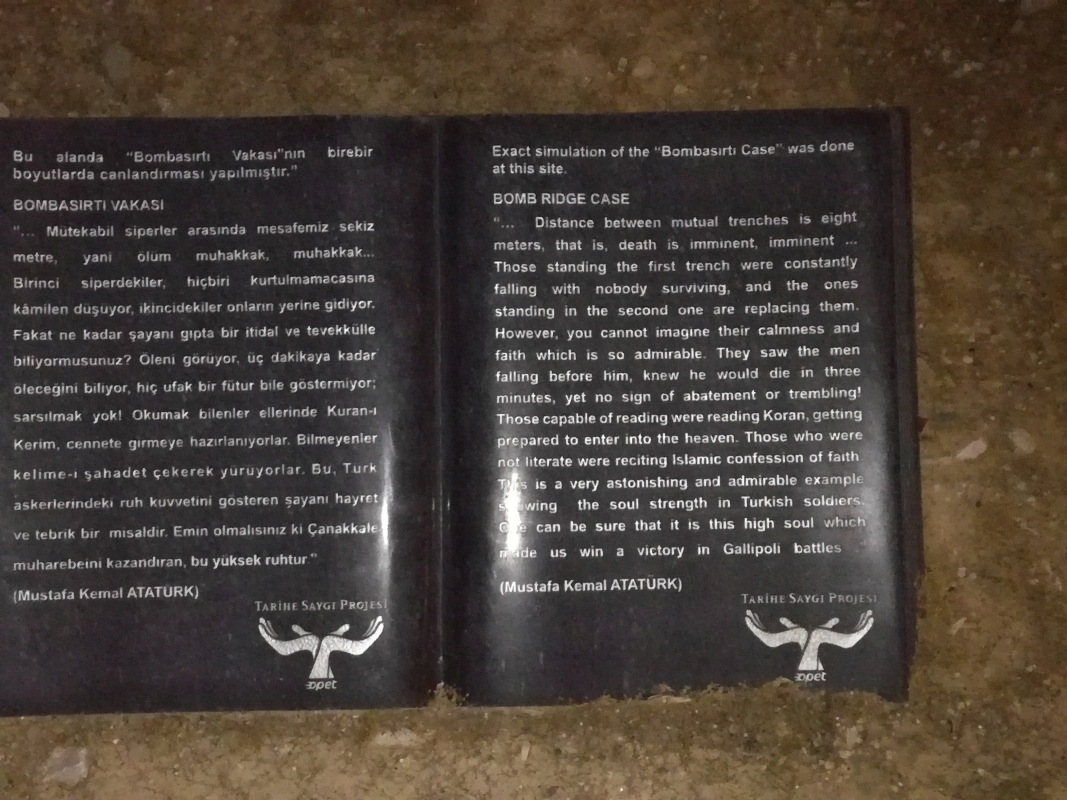 Bu alanda "Bombasırtı Vakası"nın birebir
boyutlarda canlandırması yapılmıştır."
BOMBASIRTI VAKASI
"... Mütekabil siperler arasında mesafemiz sekiz
metre, yani ölüm muhakkak, muhakkak...
Birinci siperdekiler, hiçbiri kurtulmamacasına
kâmilen düşüyor, ikincidekiler onların yerine gidiyor.
Fakat ne kadar şayanı gıpta bir itidal ve tevekkülle
biliyormusunuz? Öleni görüyor, üç dakikaya kadar
öleceğini biliyor, hiç ufak bir fütur bile göstermiyor;
sarsılmak yok! Okumak bilenler ellerinde Kuran-ı
Kerim, cennete girmeye hazırlanıyorlar. Bilmeyenler
kelime-ı şahadet çekerek yürüyorlar. Bu, Türk
askerlerindeki ruh kuvvetini gösteren şayanı hayret
ve tebrik bir misaldir. Emin olmalısınız ki Çanakkale
muharebeini kazandıran, bu yüksek ruhtur."
(Mustafa Kemal ATATÜRK)
TARİHE SAYGI PROJESİ
opet
Exact simulation of the "Bombasırtı Case" was done
at this site.
BOMB RIDGE CASE
"... Distance between mutual trenches is eight
meters, that is, death is imminent, imminent ...
Those standing the first trench were constantly
falling with nobody surviving, and the ones
standing in the second one are replacing them.
However, you cannot imagine their calmness and
faith which is so admirable. They saw the men
falling before him, knew he would die in three
minutes, yet no sign of abatement or trembling!
Those capable of reading were reading Koran, getting
prepared to enter into the heaven. Those who were
not literate were reciting Islamic confession of faith
This is a very astonishing and admirable example
showing the soul strength in Turkish soldiers.
One can be sure that it is this high soul which
made us win a victory in Gallipoli battles "
(Mustafa Kemal ATATÜRK)
TARİHE SAYGI PROJESİ
opet